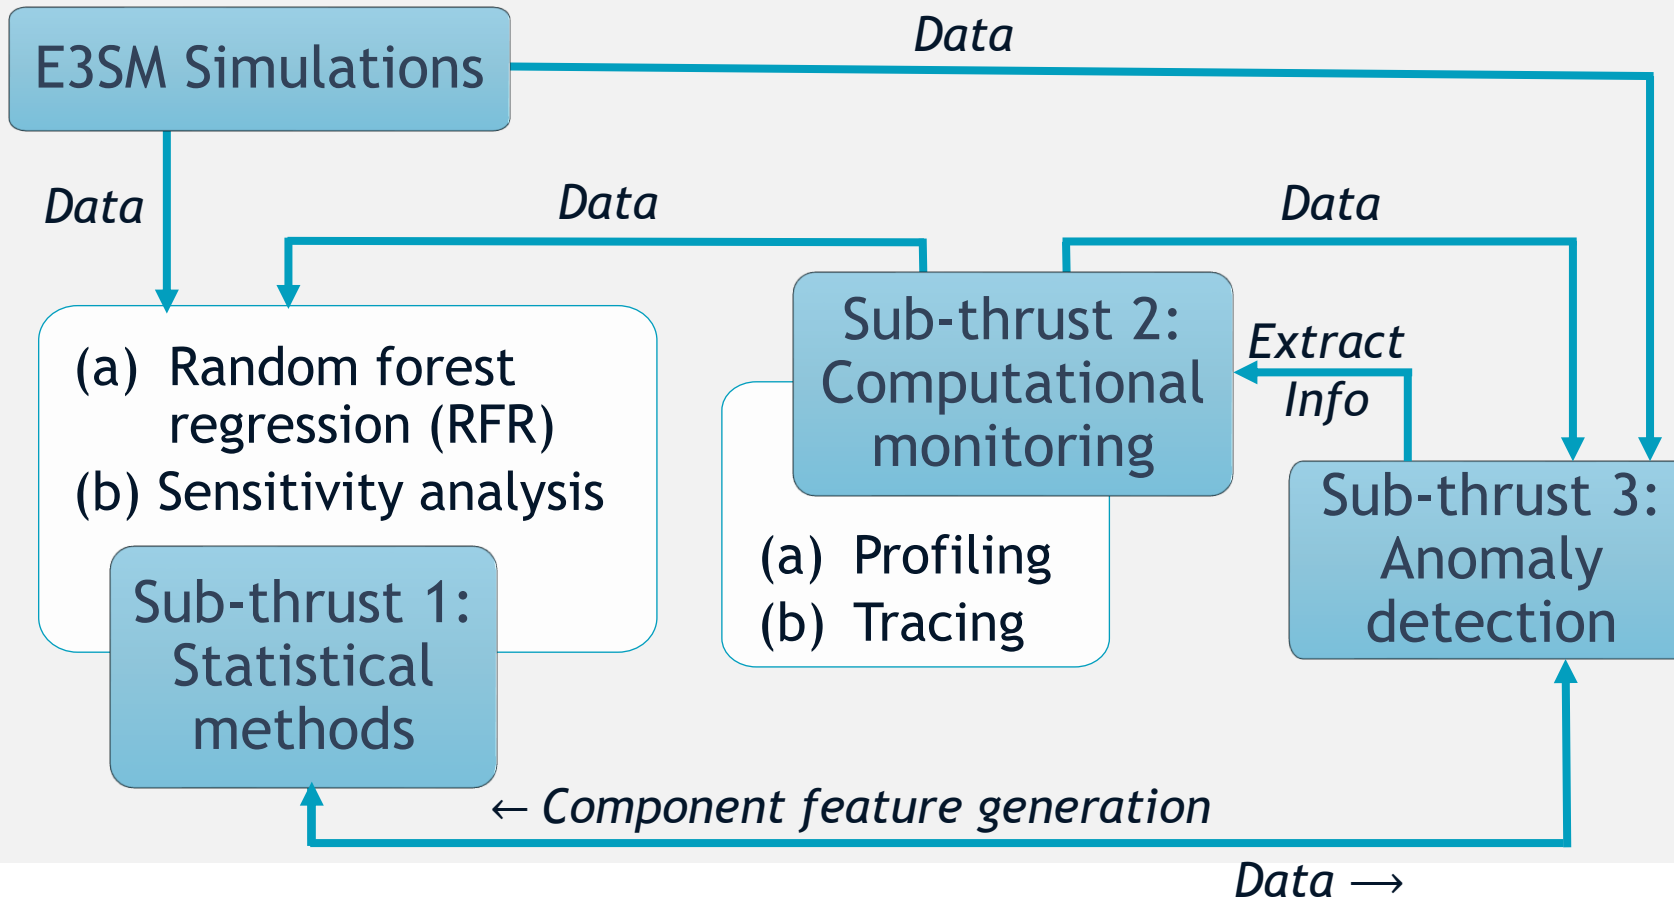 E3SM Simulations
Data
Data
Data
Data
(a) Random forest
regression (RFR)
(b) Sensitivity analysis
Sub-thrust 1:
Statistical
methods
Sub-thrust 2:
Computational
monitoring
(a) Profiling
(b) Tracing
Extract
Info
Sub-thrust 3:
Anomaly
detection
← Component feature generation
Data →